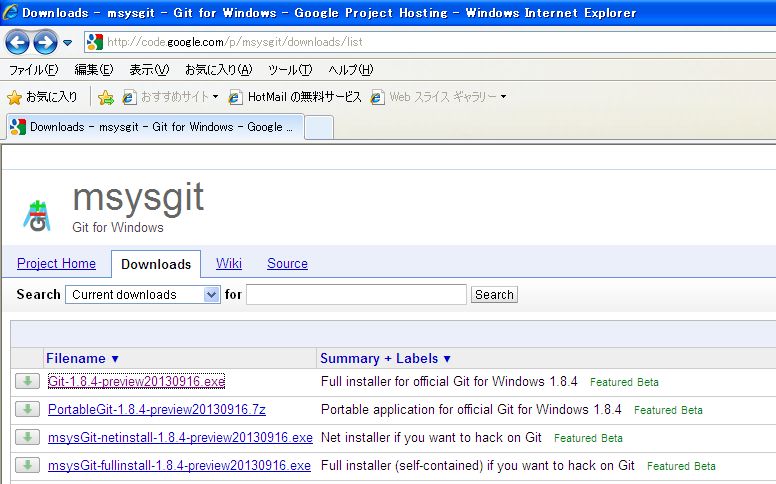 Downloads - msysgit - Git for Windows - Google Project Hosting - Windows Internet Explorer
http://code.google.com/p/msysgit/downloads/list
ファイル(F) 編集(E) 表示(V) お気に入り(A) ツール(T) ヘルプ(H)
お気に入り おすすめサイト HotMail の無料サービス Web スライス ギャラリー
Downloads - msysgit - Git for Windows - Google ...
msysgit
Git for Windows
Project Home Downloads Wiki Source
Search Current downloads for Search
Filename ▼ Summary + Labels ▼
Git-1.8.4-preview20130916.exe Full installer for official Git for Windows 1.8.4 Featured Beta
PortableGit-1.8.4-preview20130916.7z Portable application for official Git for Windows 1.8.4 Featured Beta
msysGit-netinstall-1.8.4-preview20130916.exe Net installer if you want to hack on Git Featured Beta
msysGit-fullinstall-1.8.4-preview20130916.exe Full installer (self-contained) if you want to hack on Git Featured Beta